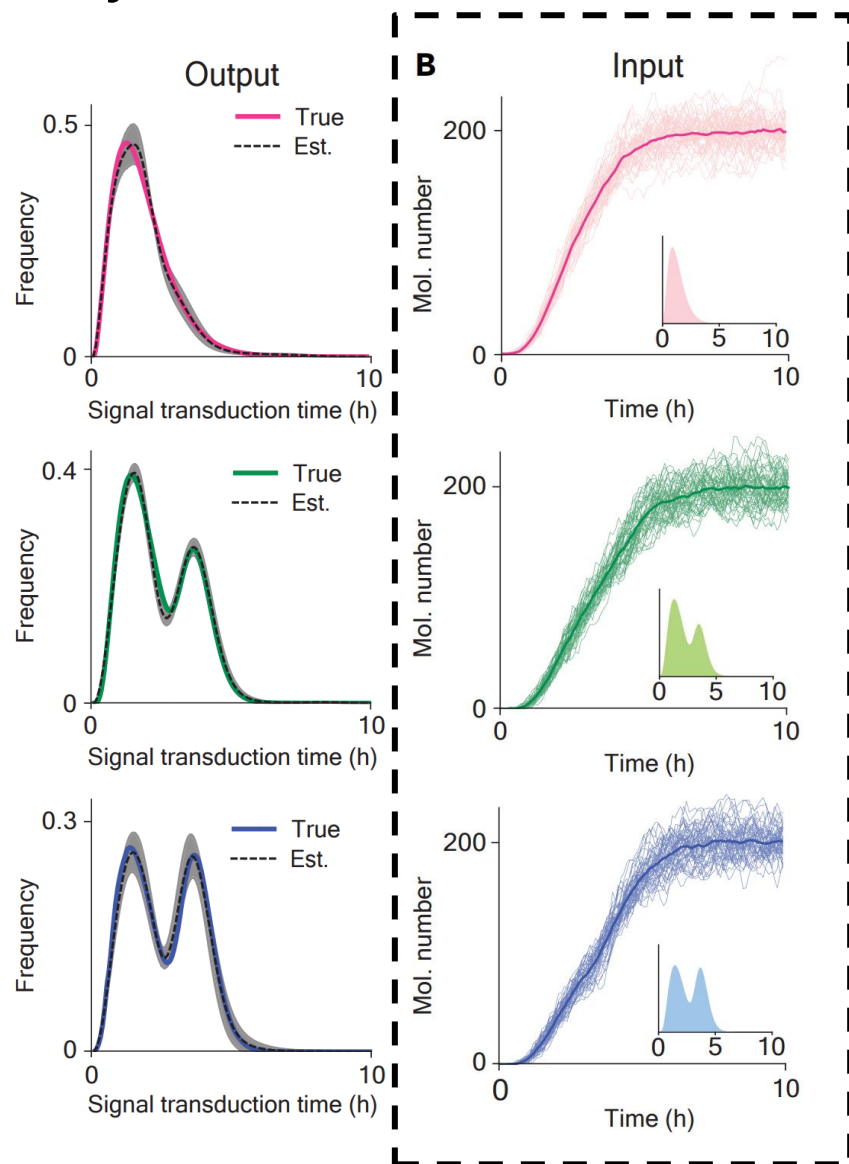 Output
0.5
True
Est.
Frequency
0
0
10
Signal transduction time (h)
0.4
True
Est.
Frequency
0
0
10
Signal transduction time (h)
0.3
True
Est.
Frequency
0
0
10
Signal transduction time (h)
B
Input
200
Mol. number
0
0 5 10
0
10
Time (h)
200
Mol. number
0
0 5 10
0
10
Time (h)
200
Mol. number
0
0 5 10
0
10
Time (h)